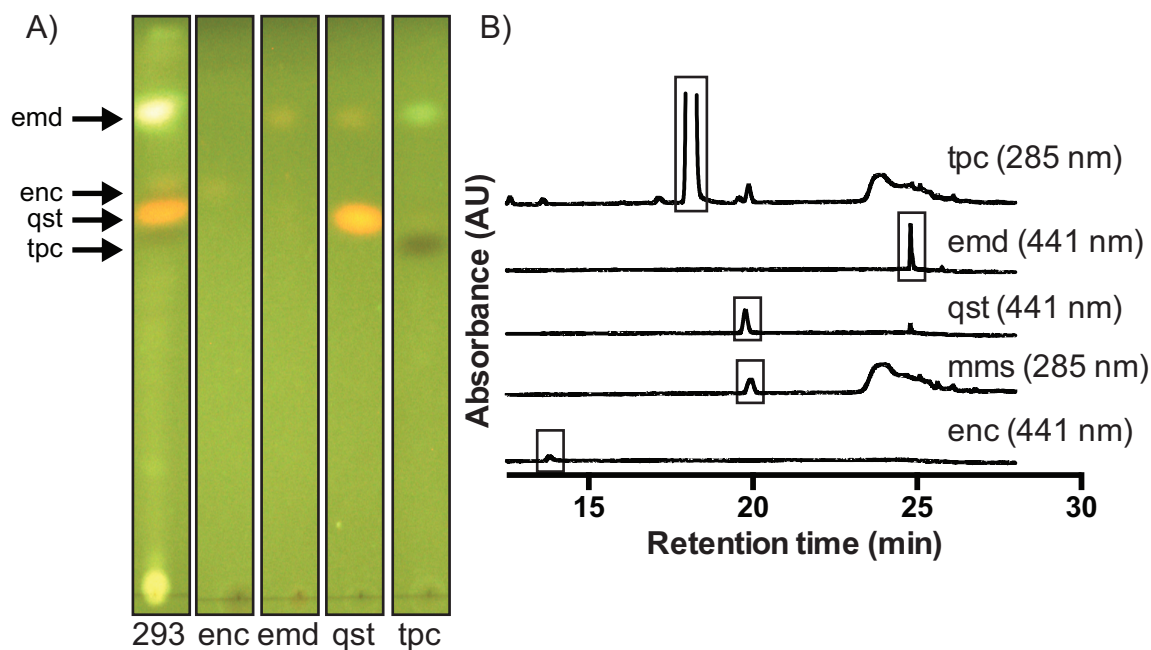 A)
emd
enc
qst
tpc
293 enc emd qst tpc
B)
Absorbance (AU)
tpc (285 nm)
emd (441 nm)
qst (441 nm)
mms (285 nm)
enc (441 nm)
15 20 25 30
Retention time (min)